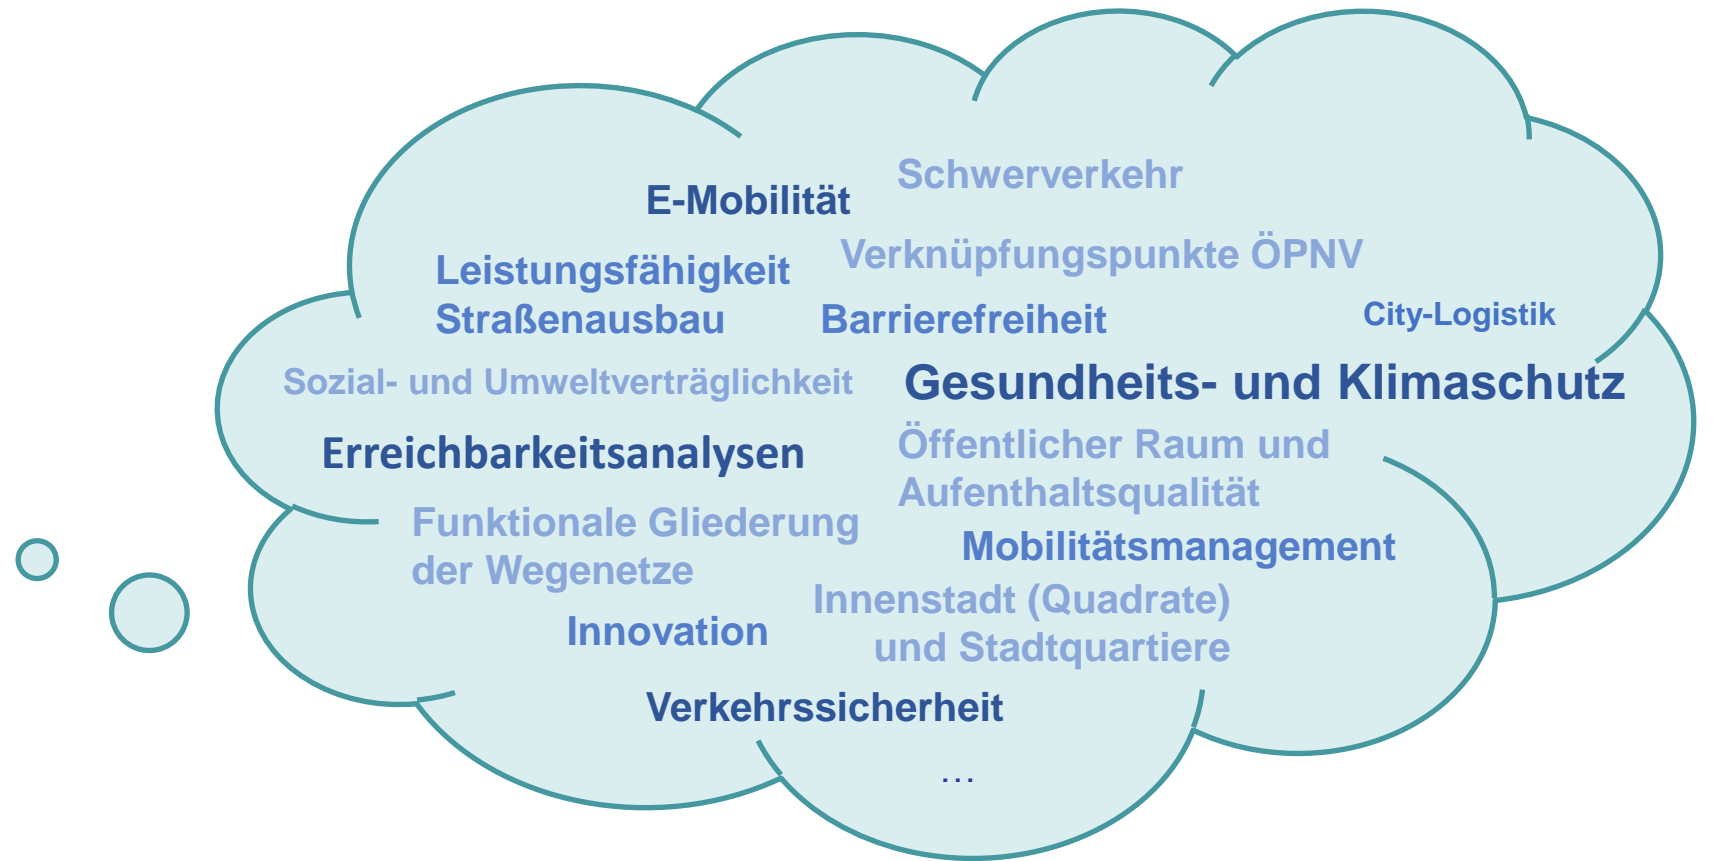 Schwerverkehr
E-Mobilität
Verknüpfungspunkte ÖPNV
Leistungsfähigkeit
Straßenausbau
Barrierefreiheit
City-Logistik
Sozial- und Umweltverträglichkeit
Gesundheits- und Klimaschutz
Erreichbarkeitsanalysen
Öffentlicher Raum und
Aufenthaltsqualität
Funktionale Gliederung
der Wegenetze
Mobilitätsmanagement
Innenstadt (Quadrate)
und Stadtquartiere
Innovation
Verkehrssicherheit
...